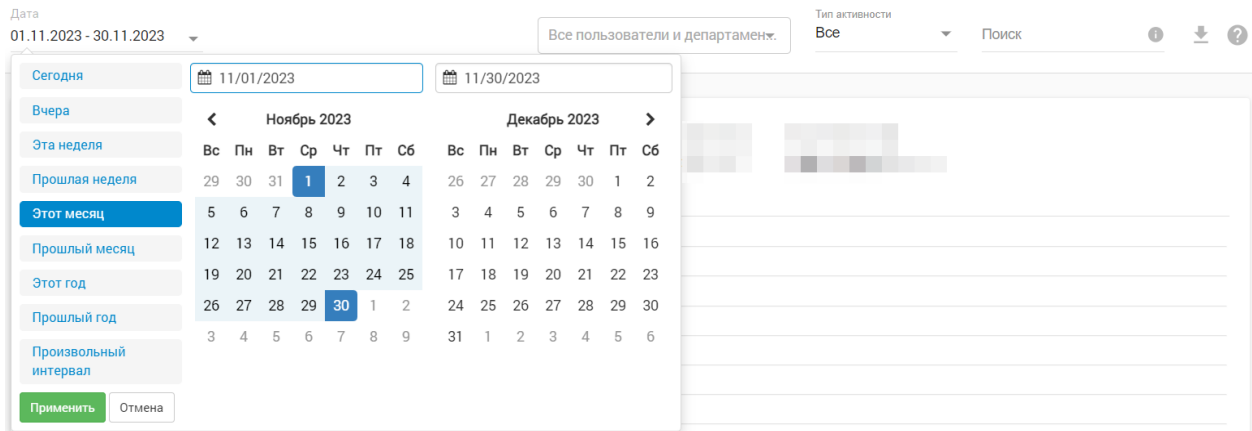 Дата
01.11.2023 - 30.11.2023
Все пользователи и департамен..
Тип активности
Все
Поиск
Сегодня
Вчера
Эта неделя
Прошлая неделя
Этот месяц
Прошлый месяц
Этот год
Прошлый год
Произвольный
интервал
Применить Отмена
11/01/2023
11/30/2023
Ноябрь 2023
Вс Пн Вт Ср Чт Пт Сб
29 30 31 1 2 3 4
5 6 7 8 9 10 11
12 13 14 15 16 17 18
19 20 21 22 23 24 25
26 27 28 29 30 1 2
3 4 5 6 7 8 9
Декабрь 2023
Вс Пн Вт Ср Чт Пт Сб
26 27 28 29 30 1 2
3 4 5 6 7 8 9
10 11 12 13 14 15 16
17 18 19 20 21 22 23
24 25 26 27 28 29 30
31 1 2 3 4 5 6